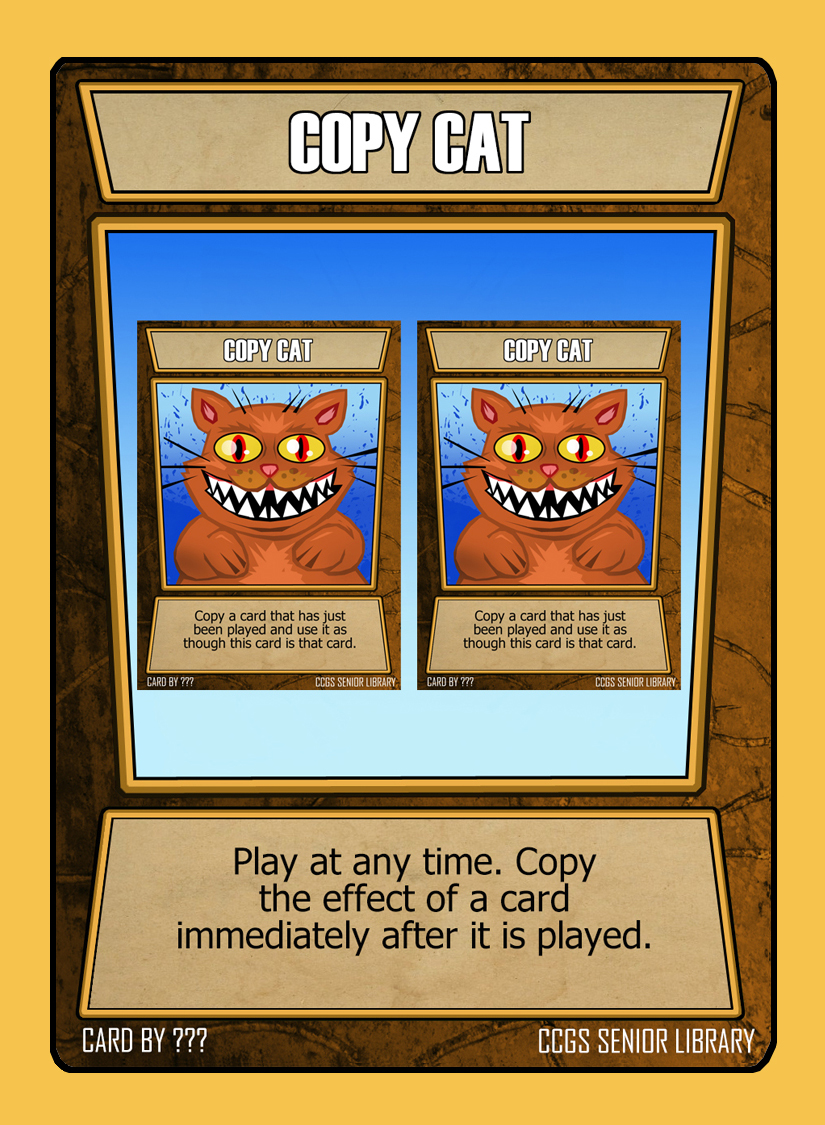 COPY CAT
COPY CAT
Copy a card that has just
been played and use it as
though this card is that card.
CARD BY ???
CCGS SENIOR LIBRARY
COPY CAT
Copy a card that has just
been played and use it as
though this card is that card.
CARD BY ???
CCGS SENIOR LIBRARY
Play at any time. Copy
the effect of a card
immediately after it is played.
CARD BY ???
CCGS SENIOR LIBRARY